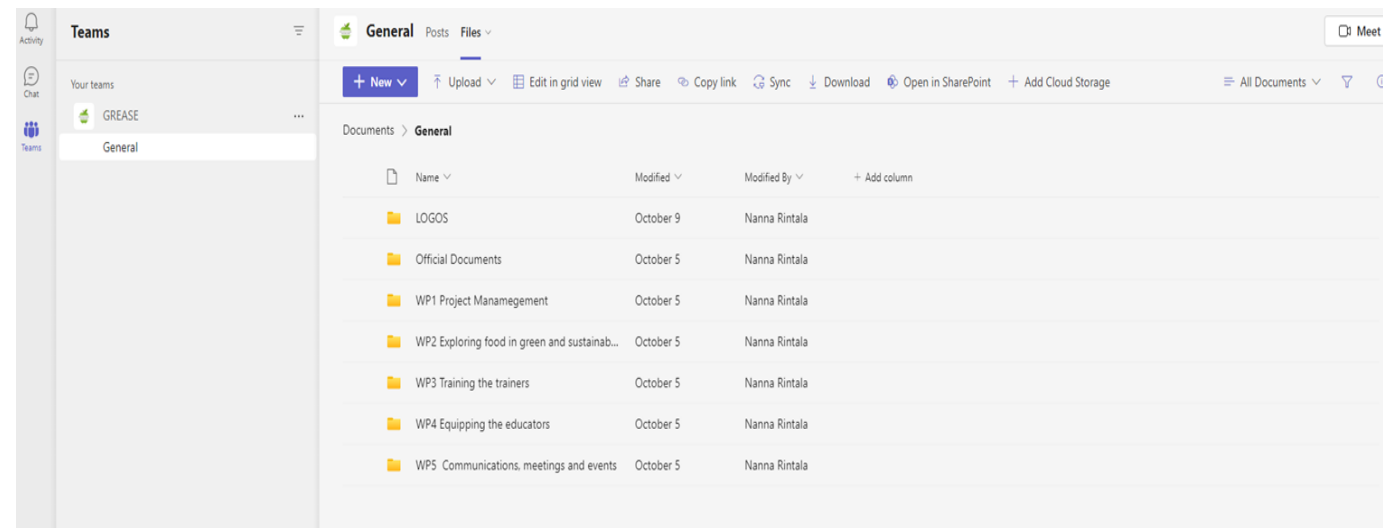 Activity
Chat
Teams
Teams
Your teams
GREASE
...
General
General Posts Files
Meet
+ New Upload Edit in grid view Share Copy link Sync Download Open in SharePoint + Add Cloud Storage All Documents
Documents > General
Name Modified Modified By + Add column
LOGOS October 9 Nanna Rintala
Official Documents October 5 Nanna Rintala
WP1 Project Manamegement October 5 Nanna Rintala
WP2 Exploring food in green and sustainab... October 5 Nanna Rintala
WP3 Training the trainers October 5 Nanna Rintala
WP4 Equipping the educators October 5 Nanna Rintala
WP5 Communications, meetings and events October 5 Nanna Rintala